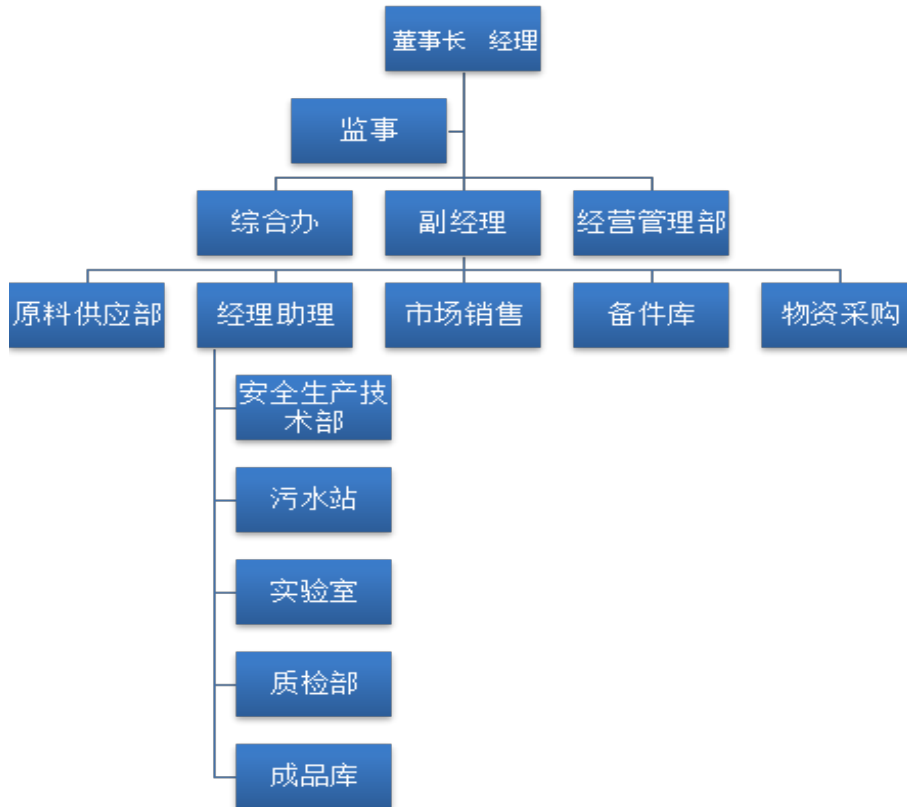 董事长 经理
监事
综合办
副经理
经营管理部
原料供应部
经理助理
市场销售
备件库
物资采购
安全生产技
术部
污水站
实验室
质检部
成品库